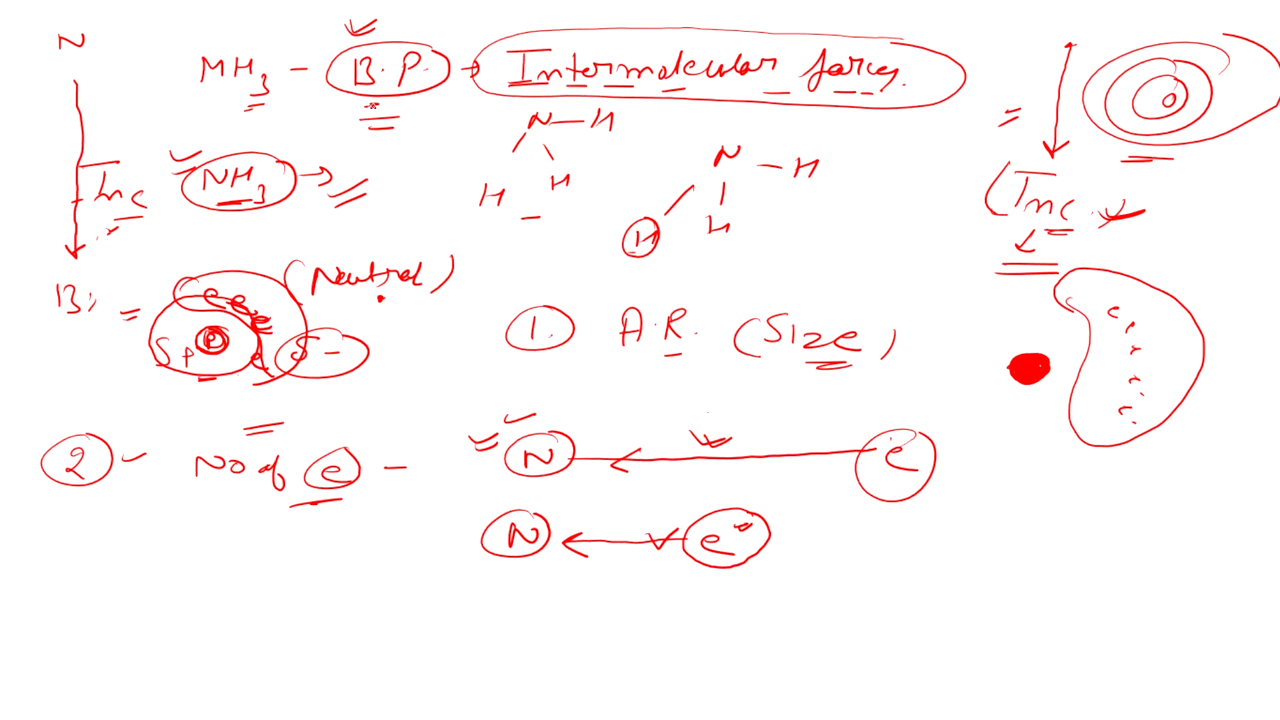 N
MH3 - B.P. → Intermolecular forces.
N-H
H H
N - H
H H
Inc NH3 →
(Inc.
Bi
(Neutral)
P
δ-
e
1. A.R. (Size)
2 - No of e -
N ← e
N ← e